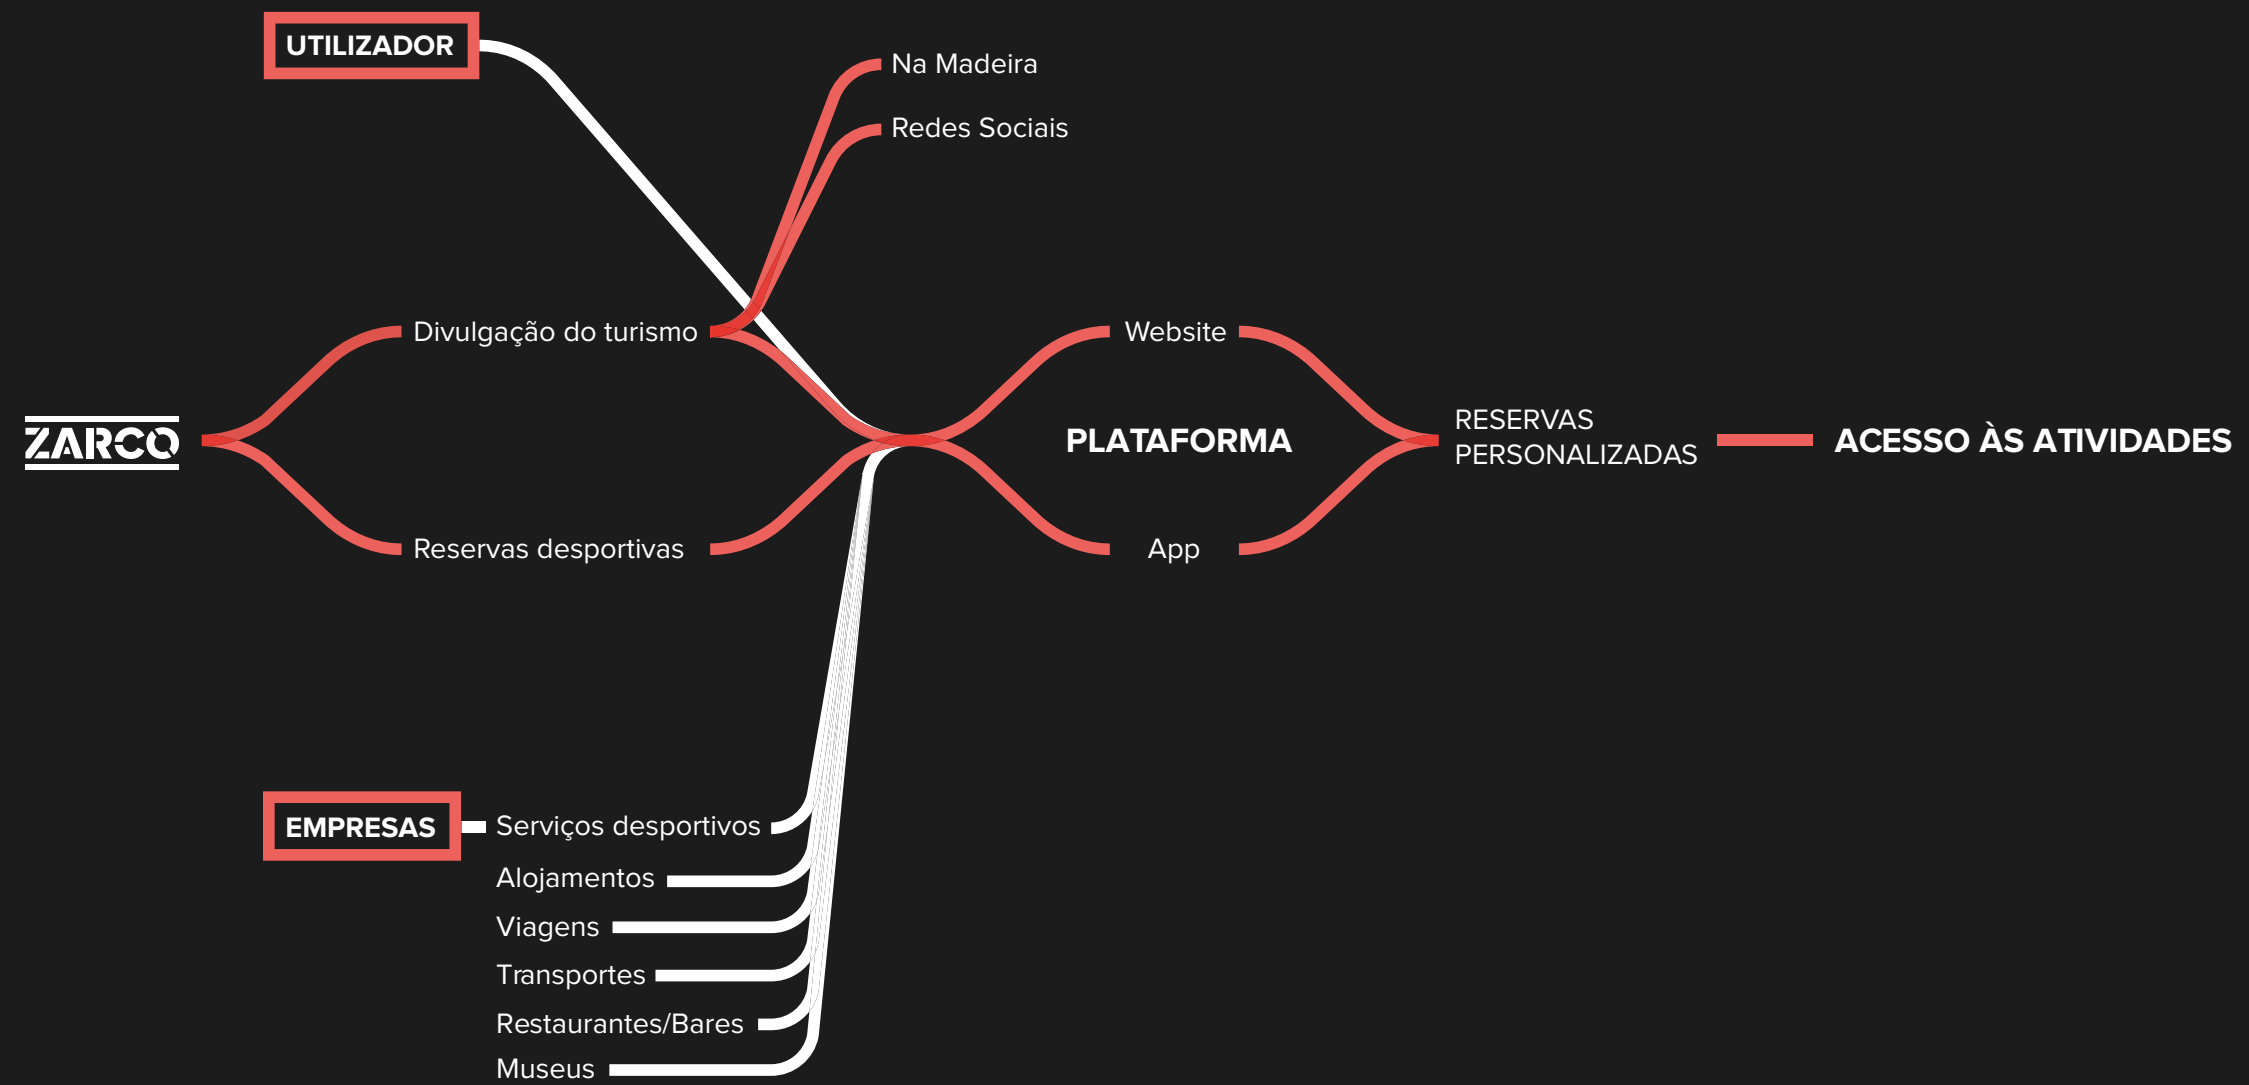 UTILIZADOR
Na Madeira
Redes Sociais
Divulgação do turismo
Website
ZARCO
PLATAFORMA
RESERVAS
PERSONALIZADAS
ACESSO ÀS ATIVIDADES
Reservas desportivas
App
EMPRESAS
Serviços desportivos
Alojamentos
Viagens
Transportes
Restaurantes/Bares
Museus